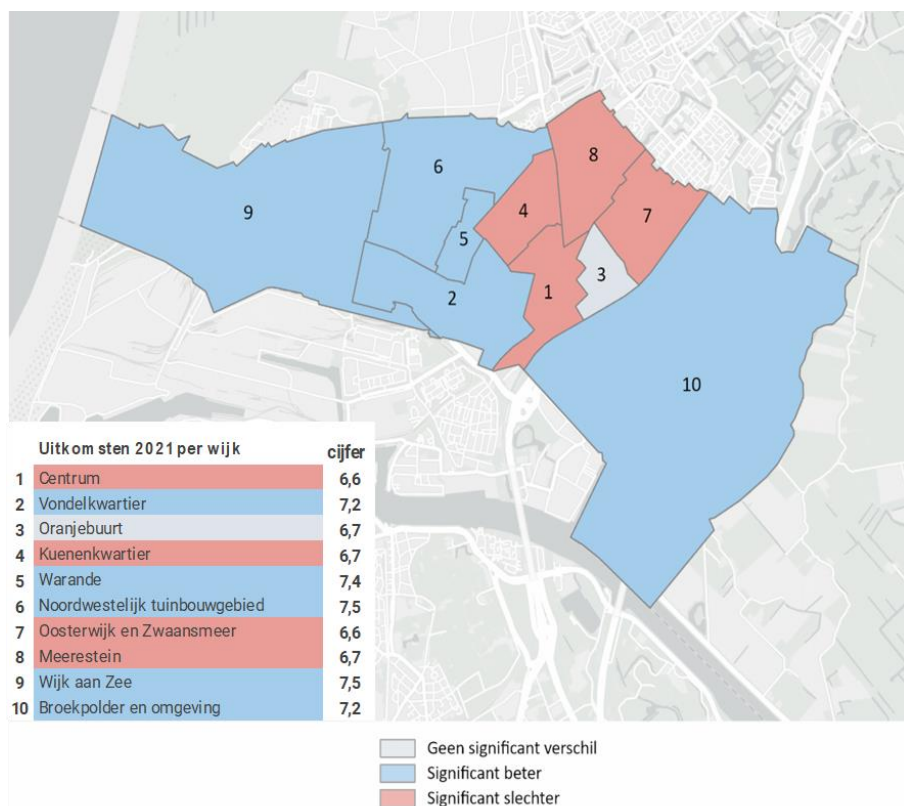 8
6
4
7
9
5
3
2
1
10
Uitkomsten 2021 per wijk cijfer
1 Centrum 6,6
2 Vondelkwartier 7,2
3 Oranjebuurt 6,7
4 Kuenenkwartier 6,7
5 Warande 7,4
6 Noordwestelijk tuinbouwgebied 7,5
7 Oosterwijk en Zwaansmeer 6,6
8 Meerestein 6,7
9 Wijk aan Zee 7,5
10 Broekpolder en omgeving 7,2
Geen significant verschil
Significant beter
Significant slechter